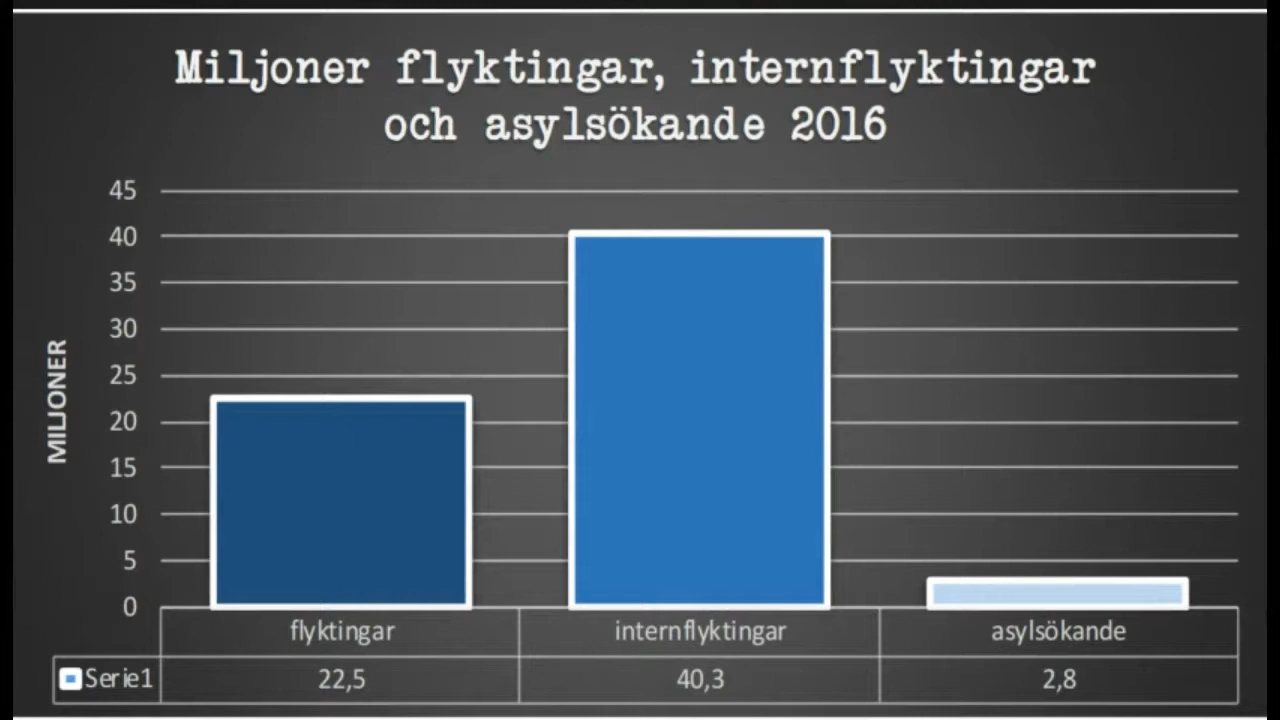 Miljoner flyktingar, internflyktingar
och asylsökande 2016
MILJONER
45
40
35
30
25
20
15
10
5
0
flyktingar internflyktingar asylsökande
Serie1 22,5 40,3 2,8